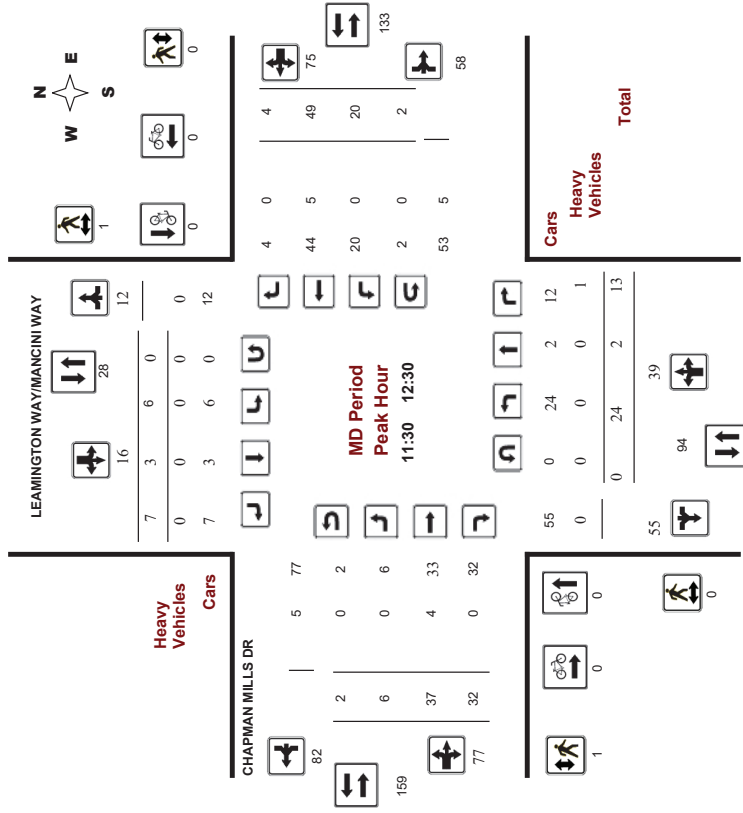 N
W E
S
0
1
0
0
LEAMINGTON WAY/MANCINI WAY
28
16
12
7 3 6 0
0 0 0 0 0
7 3 6 0 12
Heavy
Vehicles
Cars
133
75
58
4 0 4
44 5 49
20 0 20
2 0 2
53 5
MD Period
Peak Hour
11:30 12:30
CHAPMAN MILLS DR
5 77
2 0 2
6 0 6
37 4 33
32 0 32
82
159
77
Cars
Heavy
Vehicles
Total
55 0 24 2 12
0 0 0 0 1
0 24 2 13
55
94
39
0
0
1
0